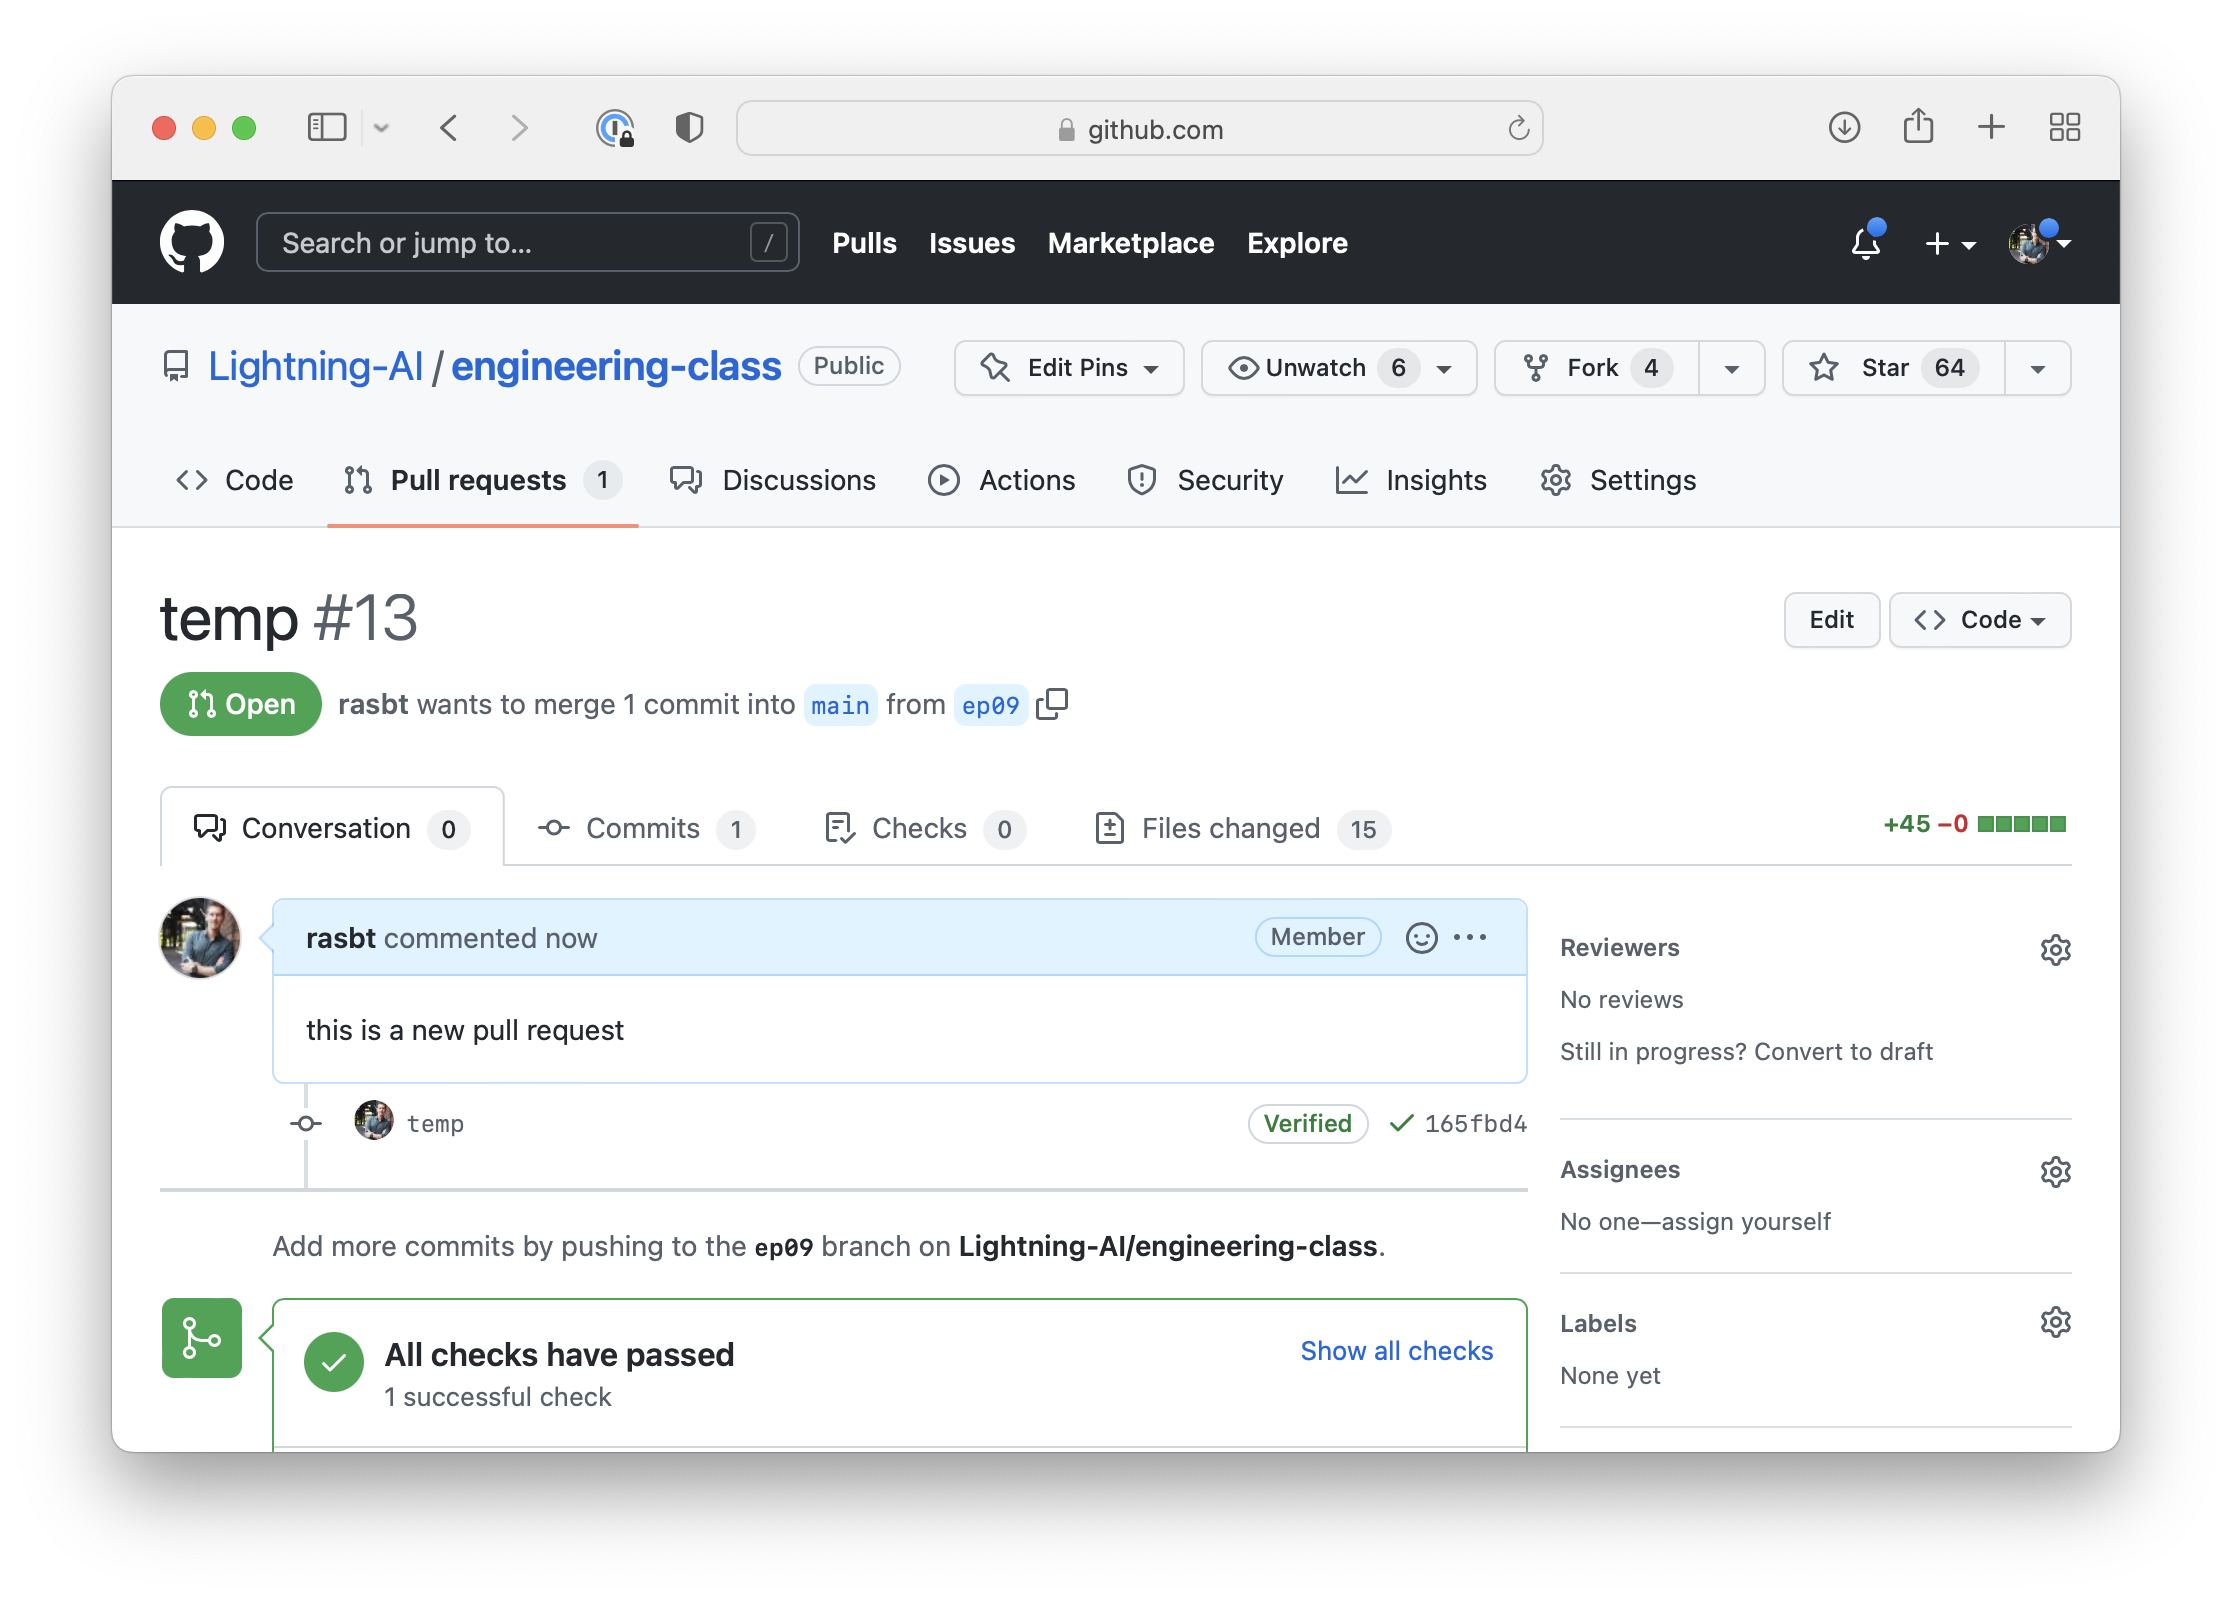 github.com
Search or jump to... /
Pulls Issues Marketplace Explore
Lightning-AI / engineering-class Public
Edit Pins Unwatch 6 Fork 4 Star 64
Code Pull requests 1 Discussions Actions Security Insights Settings
temp #13
Edit Code
Open rasbt wants to merge 1 commit into main from ep09
Conversation 0 Commits 1 Checks 0 Files changed 15
+45 −0
rasbt commented now Member
this is a new pull request
temp Verified 165fbd4
Add more commits by pushing to the ep09 branch on Lightning-AI/engineering-class.
All checks have passed
Show all checks
1 successful check
Reviewers
No reviews
Still in progress? Convert to draft
Assignees
No one—assign yourself
Labels
None yet